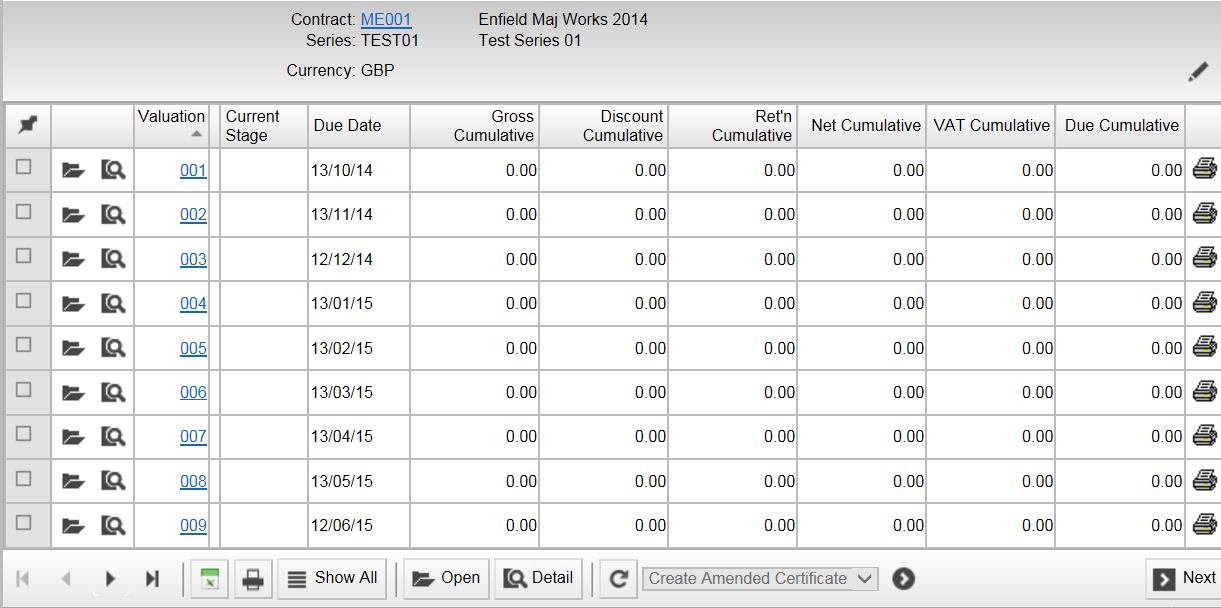 Contract: ME001 Enfield Maj Works 2014
Series: TEST01 Test Series 01
Currency: GBP
Valuation Current Stage Due Date Gross Cumulative Discount Cumulative Ret'n Cumulative Net Cumulative VAT Cumulative Due Cumulative
001 13/10/14 0.00 0.00 0.00 0.00 0.00 0.00
002 13/11/14 0.00 0.00 0.00 0.00 0.00 0.00
003 12/12/14 0.00 0.00 0.00 0.00 0.00 0.00
004 13/01/15 0.00 0.00 0.00 0.00 0.00 0.00
005 13/02/15 0.00 0.00 0.00 0.00 0.00 0.00
006 13/03/15 0.00 0.00 0.00 0.00 0.00 0.00
007 13/04/15 0.00 0.00 0.00 0.00 0.00 0.00
008 13/05/15 0.00 0.00 0.00 0.00 0.00 0.00
009 12/06/15 0.00 0.00 0.00 0.00 0.00 0.00
Show All Open Detail Create Amended Certificate Next